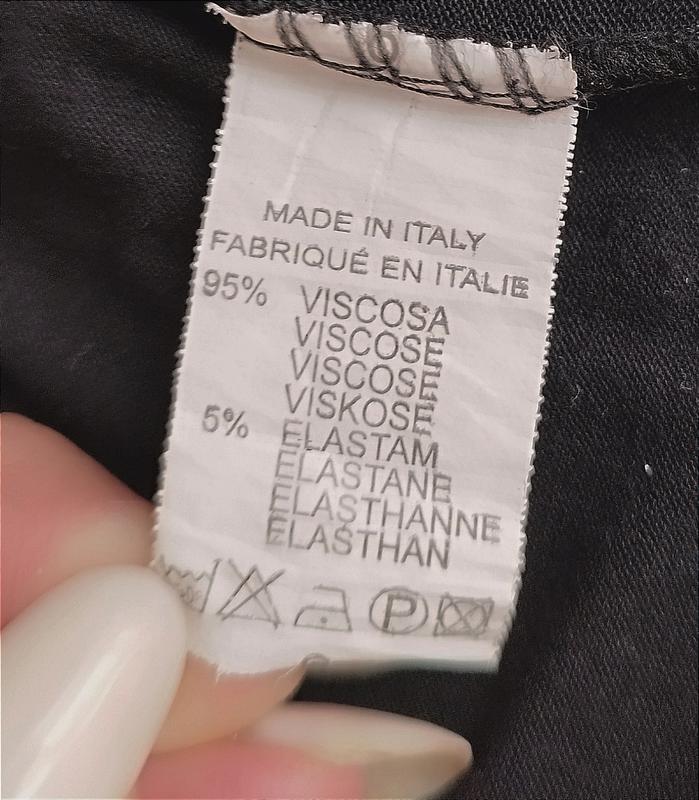 MADE IN ITALY
FABRIQUÉ EN ITALIE
95% VISCOSA
VISCOSE
VISCOSE
VISKOSE
5% ELASTAM
ELASTANE
ELASTHANNE
ELASTHAN
P